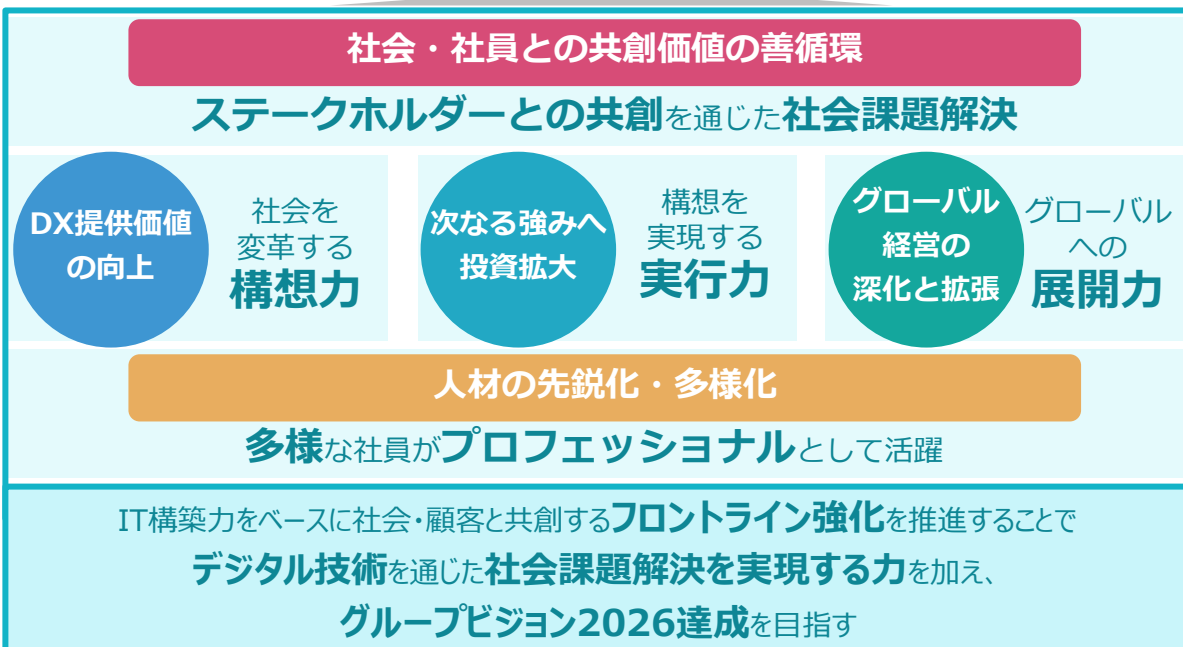 社会・社員との共創価値の善循環
ステークホルダーとの共創を通じた社会課題解決
DX提供価値
の向上
社会を
変革する
構想力
次なる強みへ
投資拡大
構想を
実現する
実行力
グローバル
経営の
深化と拡張
グローバル
への
展開力
人材の先鋭化・多様化
多様な社員がプロフェッショナルとして活躍
IT構築力をベースに社会・顧客と共創するフロントライン強化を推進することで
デジタル技術を通じた社会課題解決を実現する力を加え、
グループビジョン2026達成を目指す